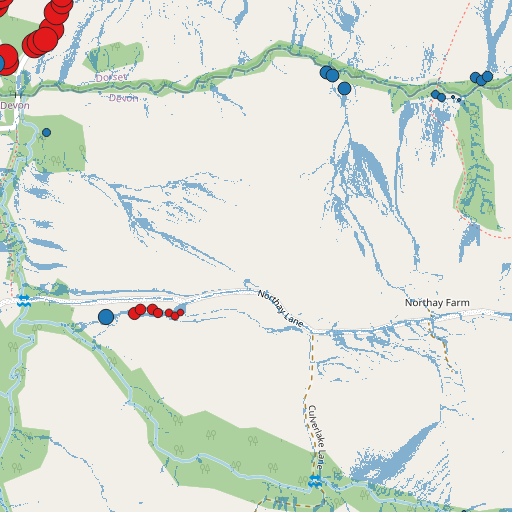 Dorset
Devon
Devon
Northay Lane
Northay Farm
Culverlake Lane